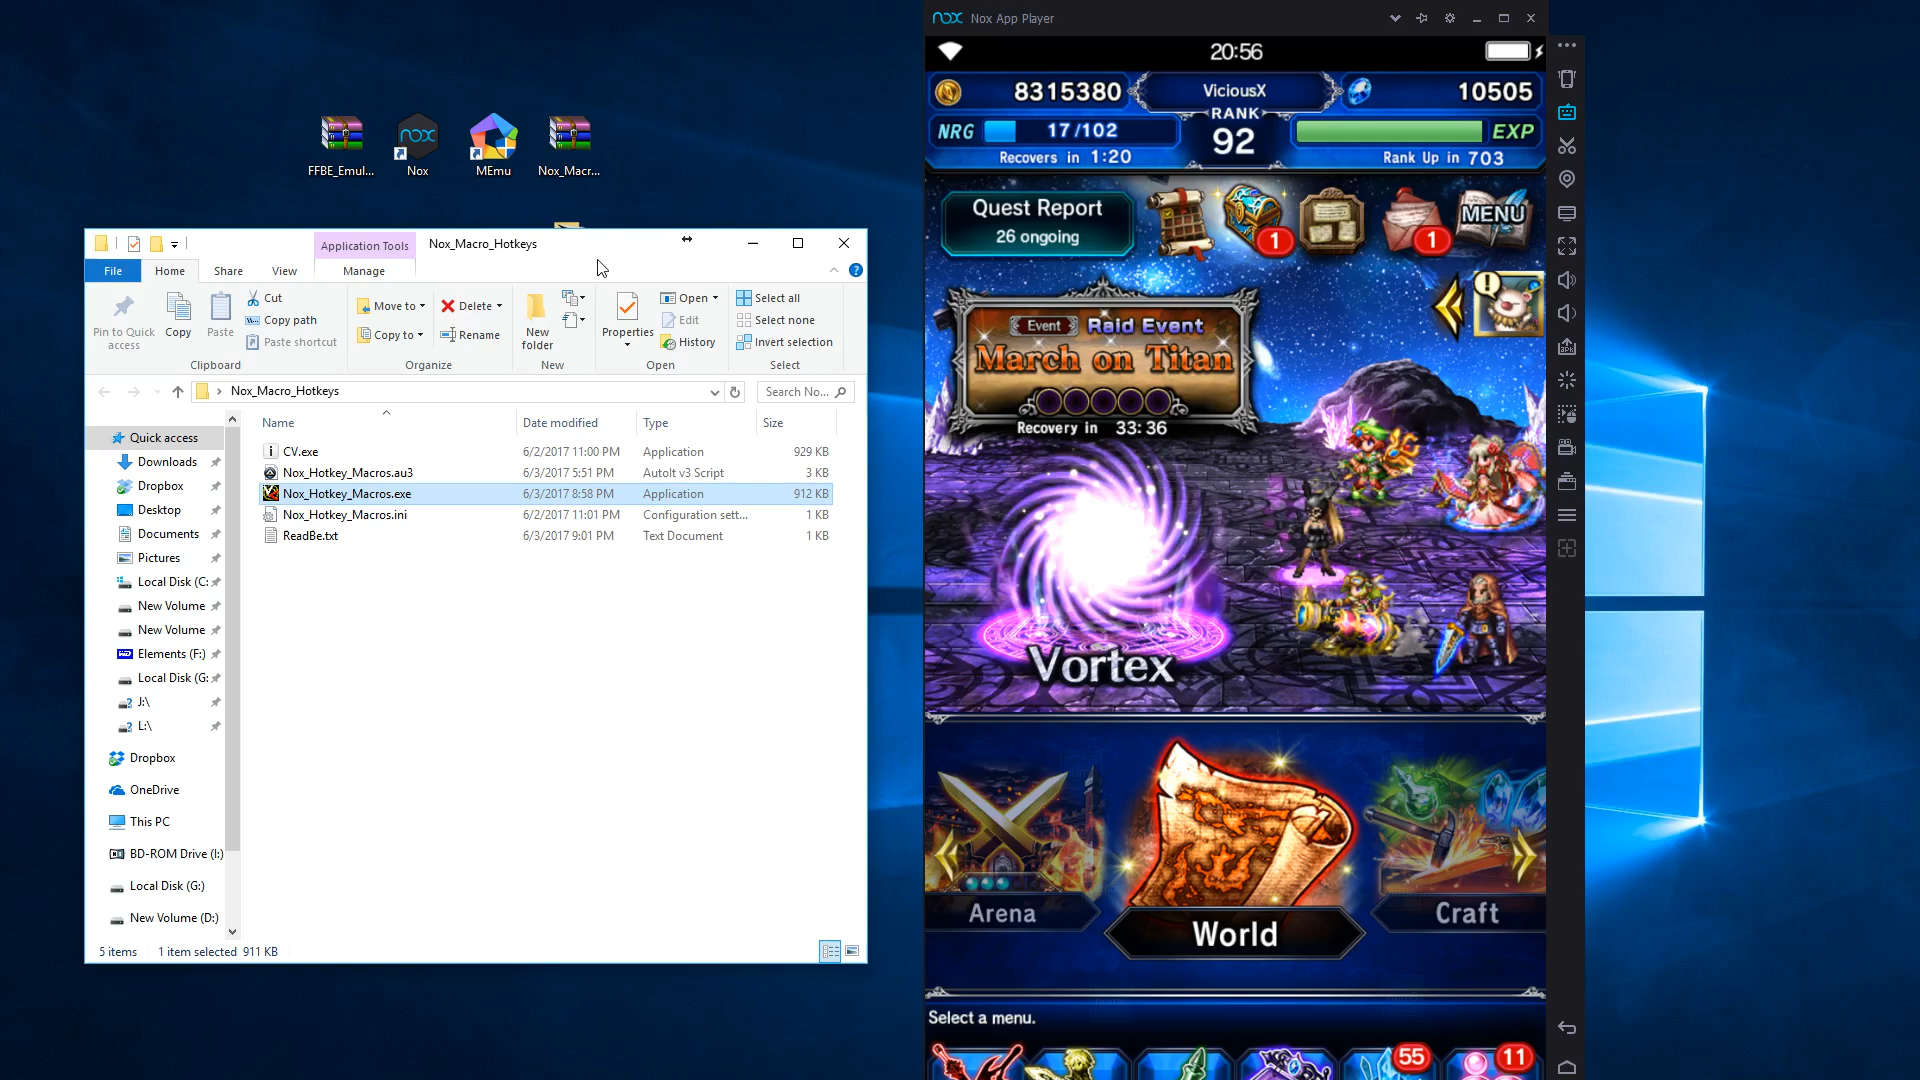 FFBE_Emul...
Nox
MEmu
Nox_Macr...
Application Tools
Nox_Macro_Hotkeys
File
Home
Share
View
Manage
Pin to Quick access
Copy
Paste
Cut
Copy path
Paste shortcut
Clipboard
Move to
Copy to
Delete
Rename
Organize
New folder
New
Properties
Open
Edit
History
Open
Select all
Select none
Invert selection
Select
Nox_Macro_Hotkeys
Search No...
Name
Date modified
Type
Size
CV.exe 6/2/2017 11:00 PM Application 929 KB
Nox_Hotkey_Macros.au3 6/3/2017 5:51 PM AutoIt v3 Script 3 KB
Nox_Hotkey_Macros.exe 6/3/2017 8:58 PM Application 912 KB
Nox_Hotkey_Macros.ini 6/2/2017 11:01 PM Configuration sett... 1 KB
ReadBe.txt 6/3/2017 9:01 PM Text Document 1 KB
Quick access
Downloads
Dropbox
Desktop
Documents
Pictures
Local Disk (C:
New Volume
New Volume
Elements (F:)
Local Disk (G:
J:\
L:\
Dropbox
OneDrive
This PC
BD-ROM Drive (I:)
Local Disk (G:)
New Volume (D:)
5 items
1 item selected 911 KB
nox Nox App Player
20:56
8315380
ViciousX
10505
NRG 17/102
RANK
92
EXP
Recovers in 1:20
Rank Up in 703
Quest Report
26 ongoing
1
1
MENU
Event
Raid Event
March on Titan
Recovery in 33:36
Vortex
Arena
World
Craft
Select a menu.
55
11